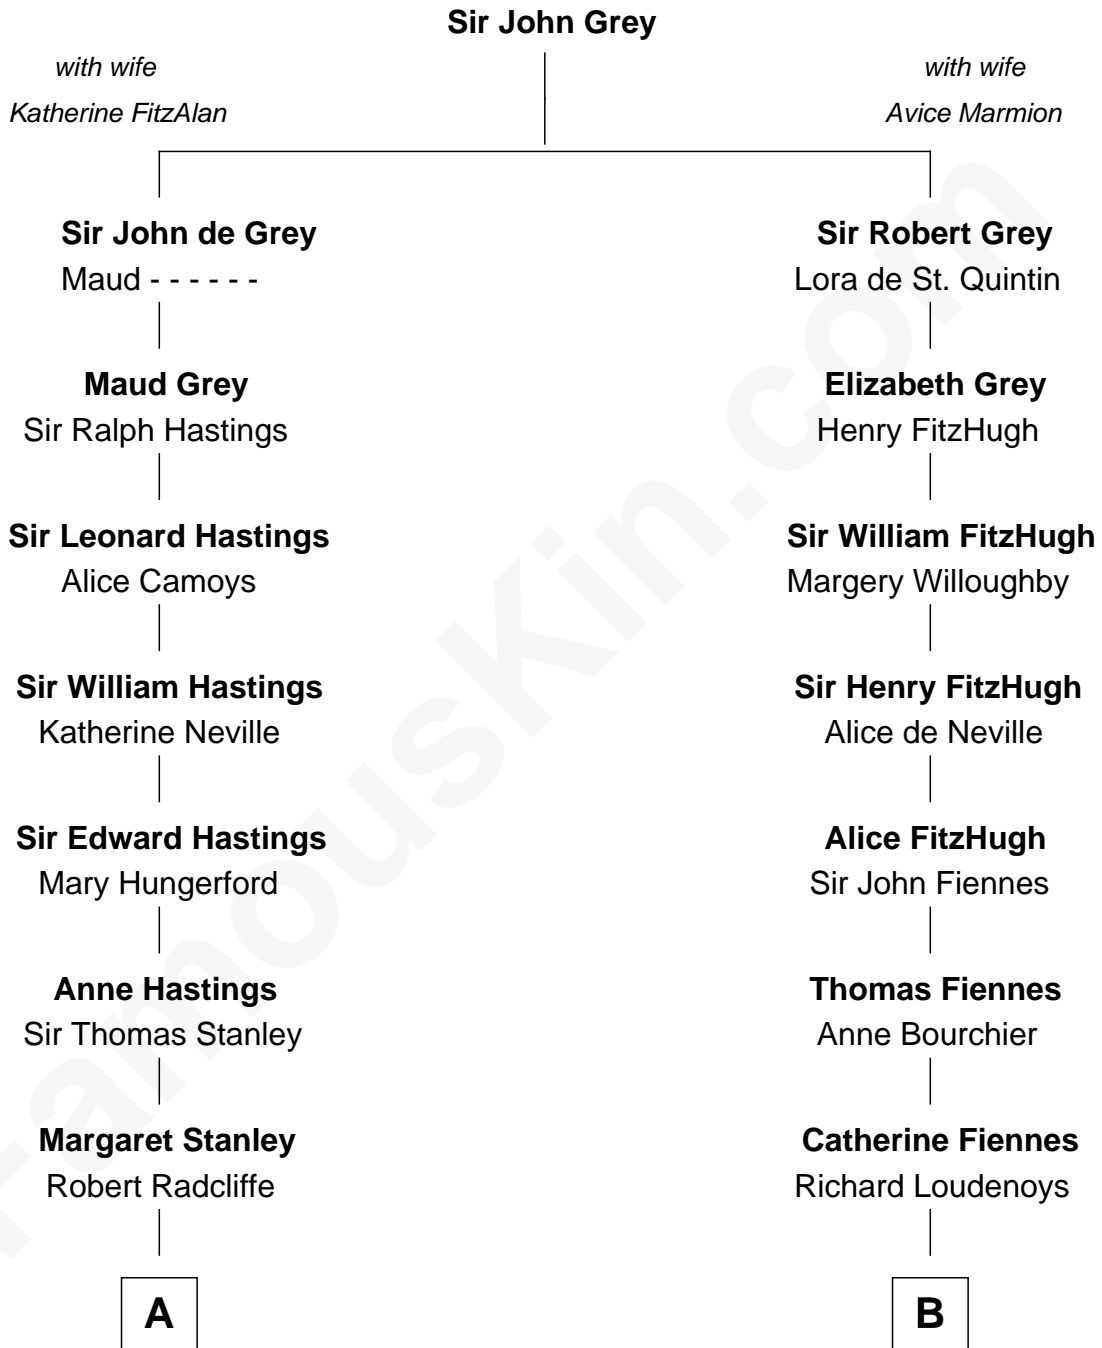 Sir John Grey
with wife
Katherine FitzAlan
with wife
Avice Marmion
Sir John de Grey
Maud - - - - - -
Sir Robert Grey
Lora de St. Quintin
Maud Grey
Sir Ralph Hastings
Elizabeth Grey
Henry FitzHugh
Sir Leonard Hastings
Alice Camoys
Sir William FitzHugh
Margery Willoughby
Sir William Hastings
Katherine Neville
Sir Henry FitzHugh
Alice de Neville
Sir Edward Hastings
Mary Hungerford
Alice FitzHugh
Sir John Fiennes
Anne Hastings
Sir Thomas Stanley
Thomas Fiennes
Anne Bourchier
Margaret Stanley
Robert Radcliffe
Catherine Fiennes
Richard Loudenoys
A
B
FamousKin.com